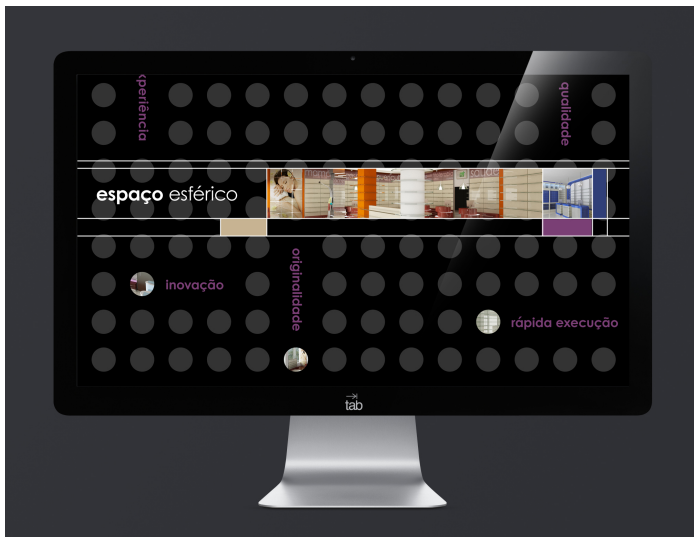 xperiência
qualidade
espaço esférico
inovação
originalidade
rápida execução
tab